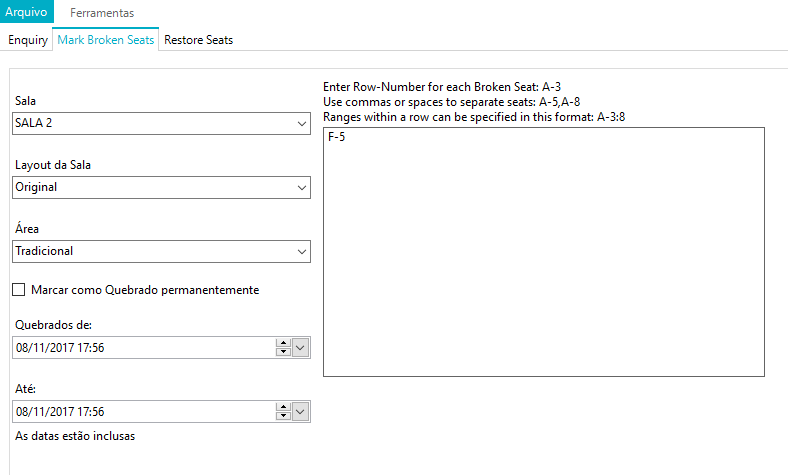 Arquivo Ferramentas
Enquiry Mark Broken Seats Restore Seats
Sala
SALA 2
Layout da Sala
Original
Área
Tradicional
Marcar como Quebrado permanentemente
Quebrados de:
08/11/2017 17:56
Até:
08/11/2017 17:56
As datas estão inclusas
Enter Row-Number for each Broken Seat: A-3
Use commas or spaces to separate seats: A-5,A-8
Ranges within a row can be specified in this format: A-3:8
F-5